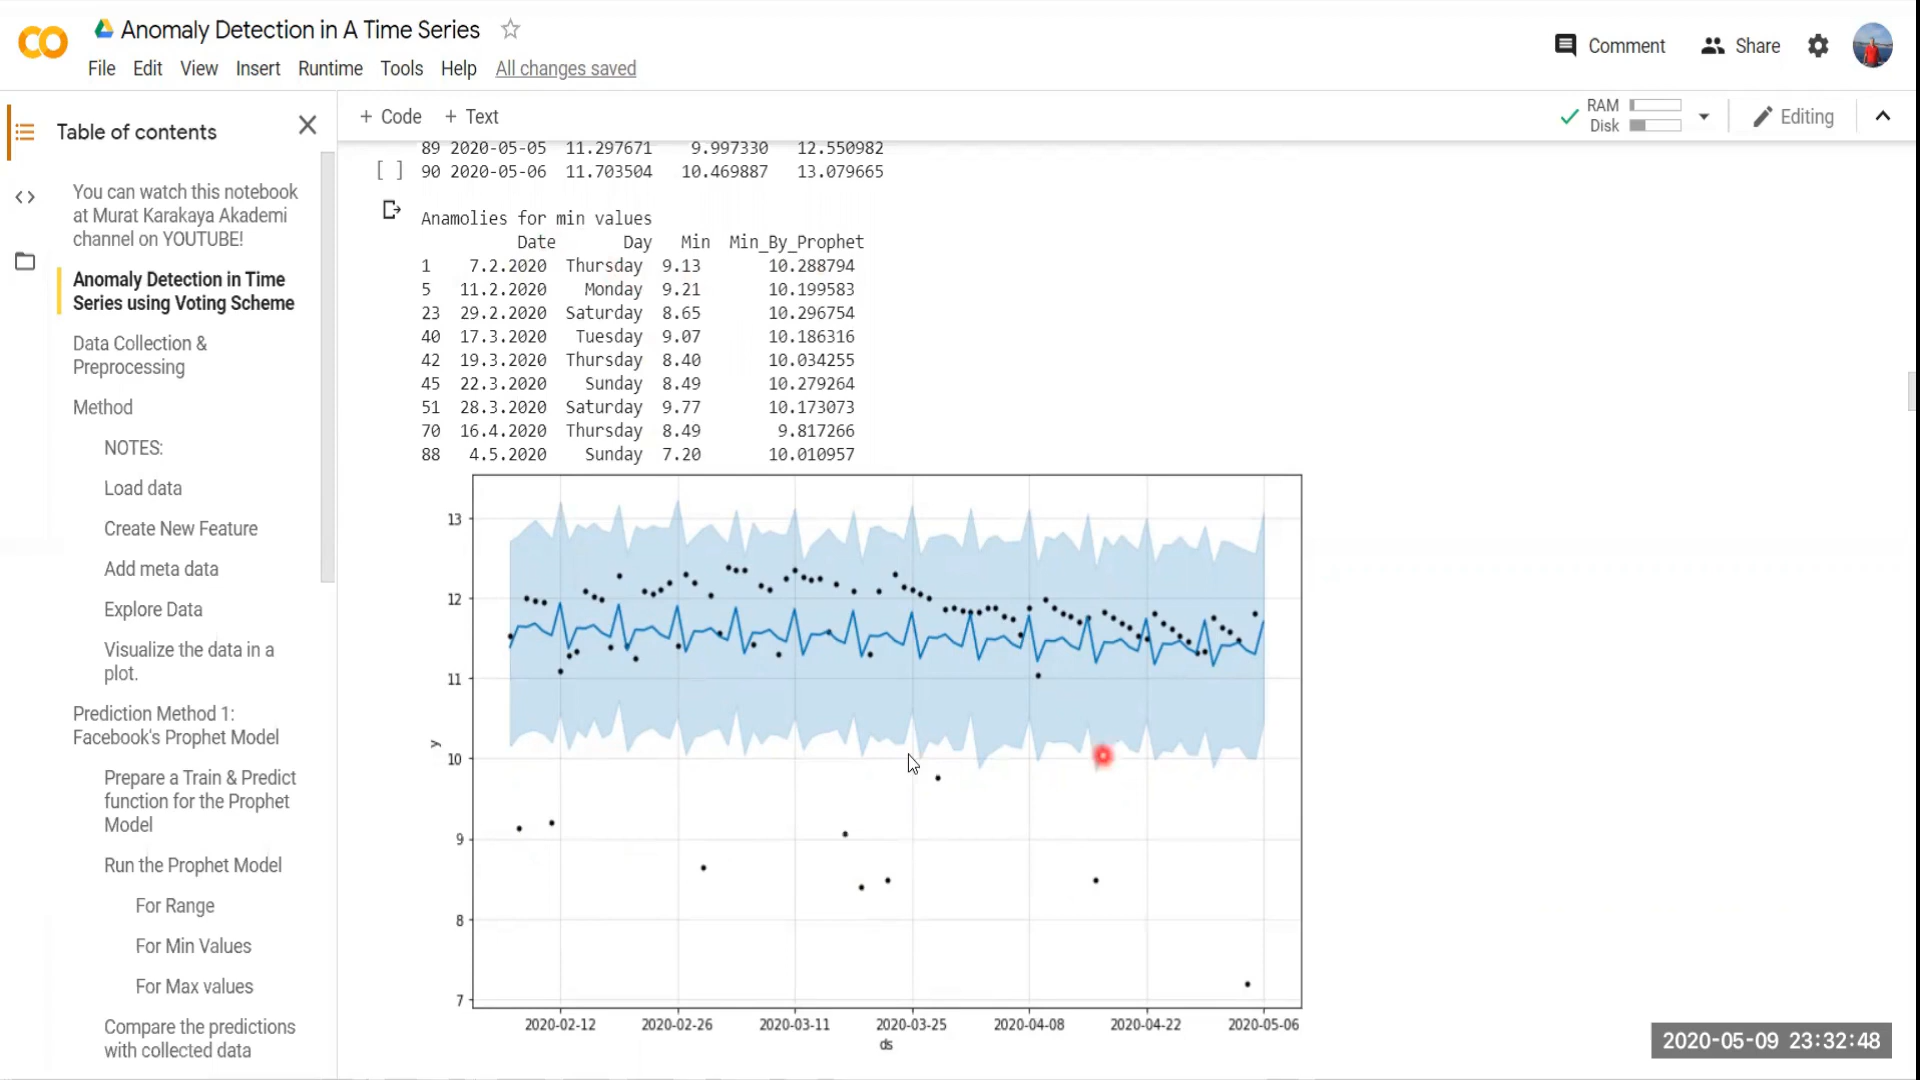 Anomaly Detection in A Time Series
Comment
Share
File Edit View Insert Runtime Tools Help All changes saved
Table of contents
+ Code + Text
RAM
Disk
Editing
You can watch this notebook
at Murat Karakaya Akademi
channel on YOUTUBE!
Anomaly Detection in Time
Series using Voting Scheme
Data Collection &
Preprocessing
Method
NOTES:
Load data
Create New Feature
Add meta data
Explore Data
Visualize the data in a
plot.
Prediction Method 1:
Facebook's Prophet Model
Prepare a Train & Predict
function for the Prophet
Model
Run the Prophet Model
For Range
For Min Values
For Max values
Compare the predictions
with collected data
89 2020-05-05 11.297671 9.997330 12.550982
[ ] 90 2020-05-06 11.703504 10.469887 13.079665
Anamolies for min values
Date Day Min Min_By_Prophet
1 7.2.2020 Thursday 9.13 10.288794
5 11.2.2020 Monday 9.21 10.199583
23 29.2.2020 Saturday 8.65 10.296754
40 17.3.2020 Tuesday 9.07 10.186316
42 19.3.2020 Thursday 8.40 10.034255
45 22.3.2020 Sunday 8.49 10.279264
51 28.3.2020 Saturday 9.77 10.173073
70 16.4.2020 Thursday 8.49 9.817266
88 4.5.2020 Sunday 7.20 10.010957
13
12
11
y
10
9
8
7
2020-02-12 2020-02-26 2020-03-11 2020-03-25 2020-04-08 2020-04-22 2020-05-06
ds
2020-05-09 23:32:48